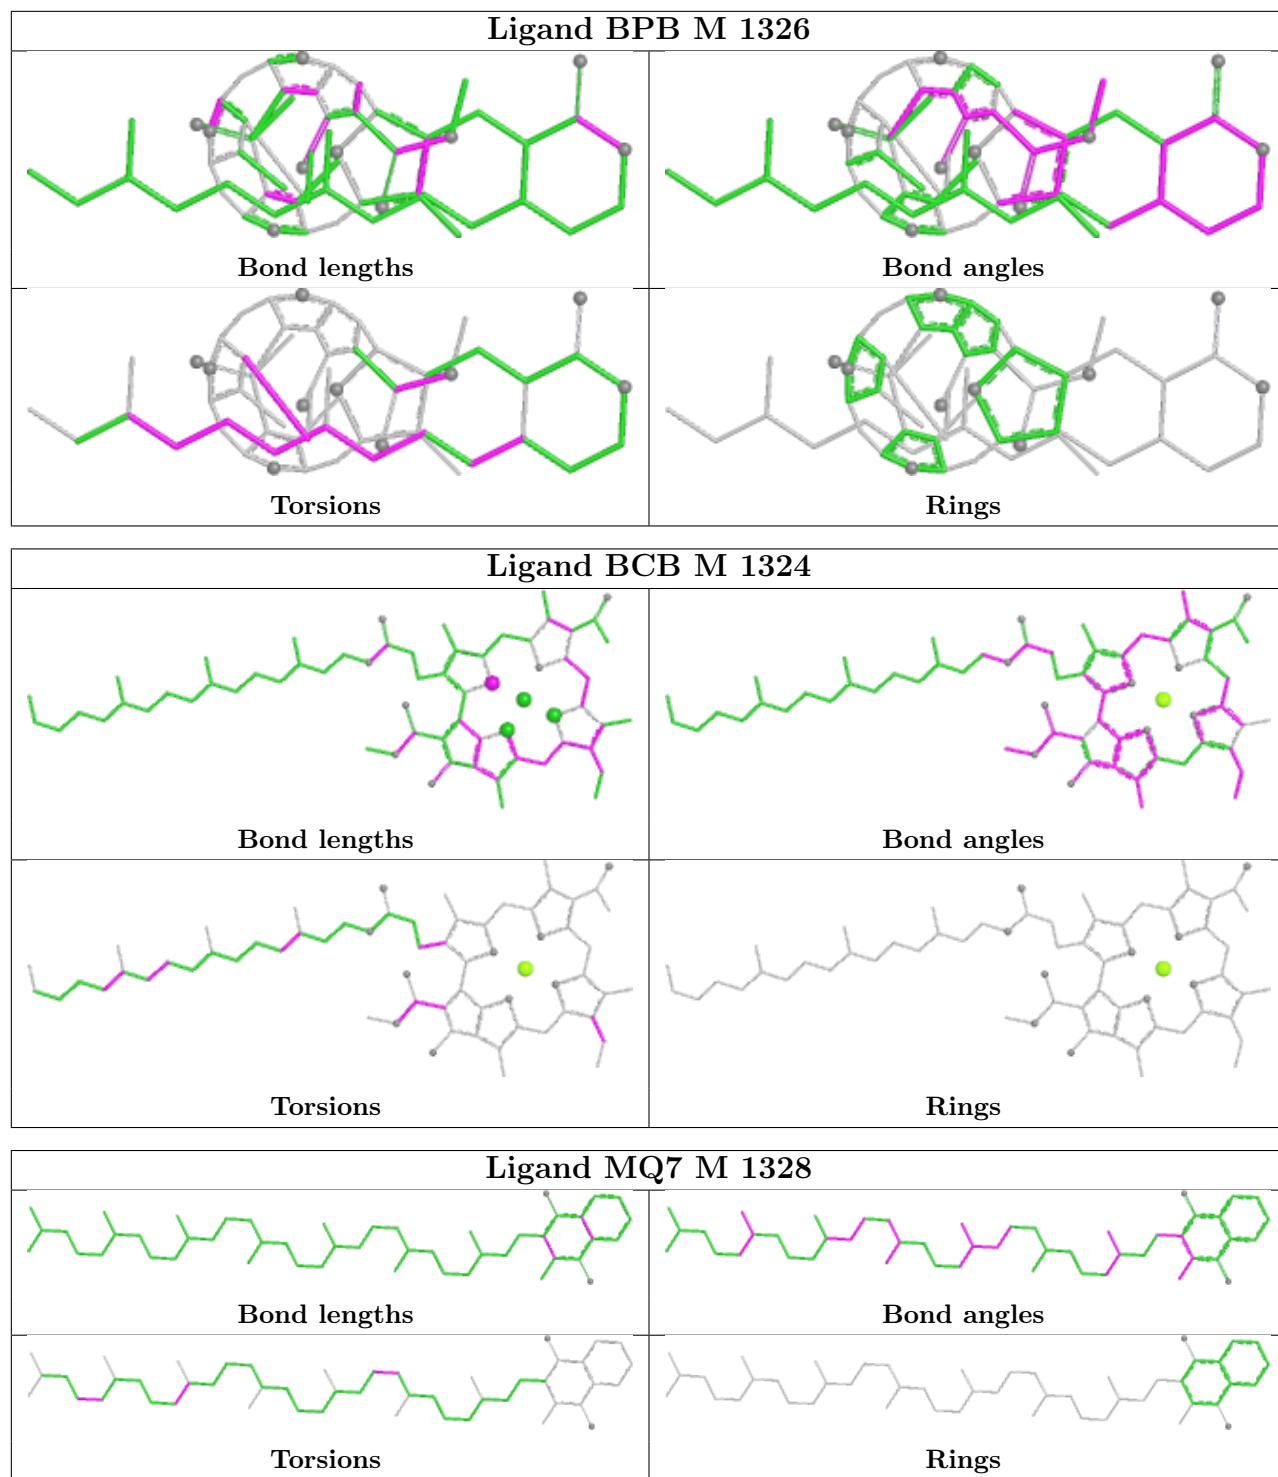 Ligand BPB M 1326
Bond lengths
Bond angles
Torsions
Rings
Ligand BCB M 1324
Bond lengths
Bond angles
Torsions
Rings
Ligand MQ7 M 1328
Bond lengths
Bond angles
Torsions
Rings